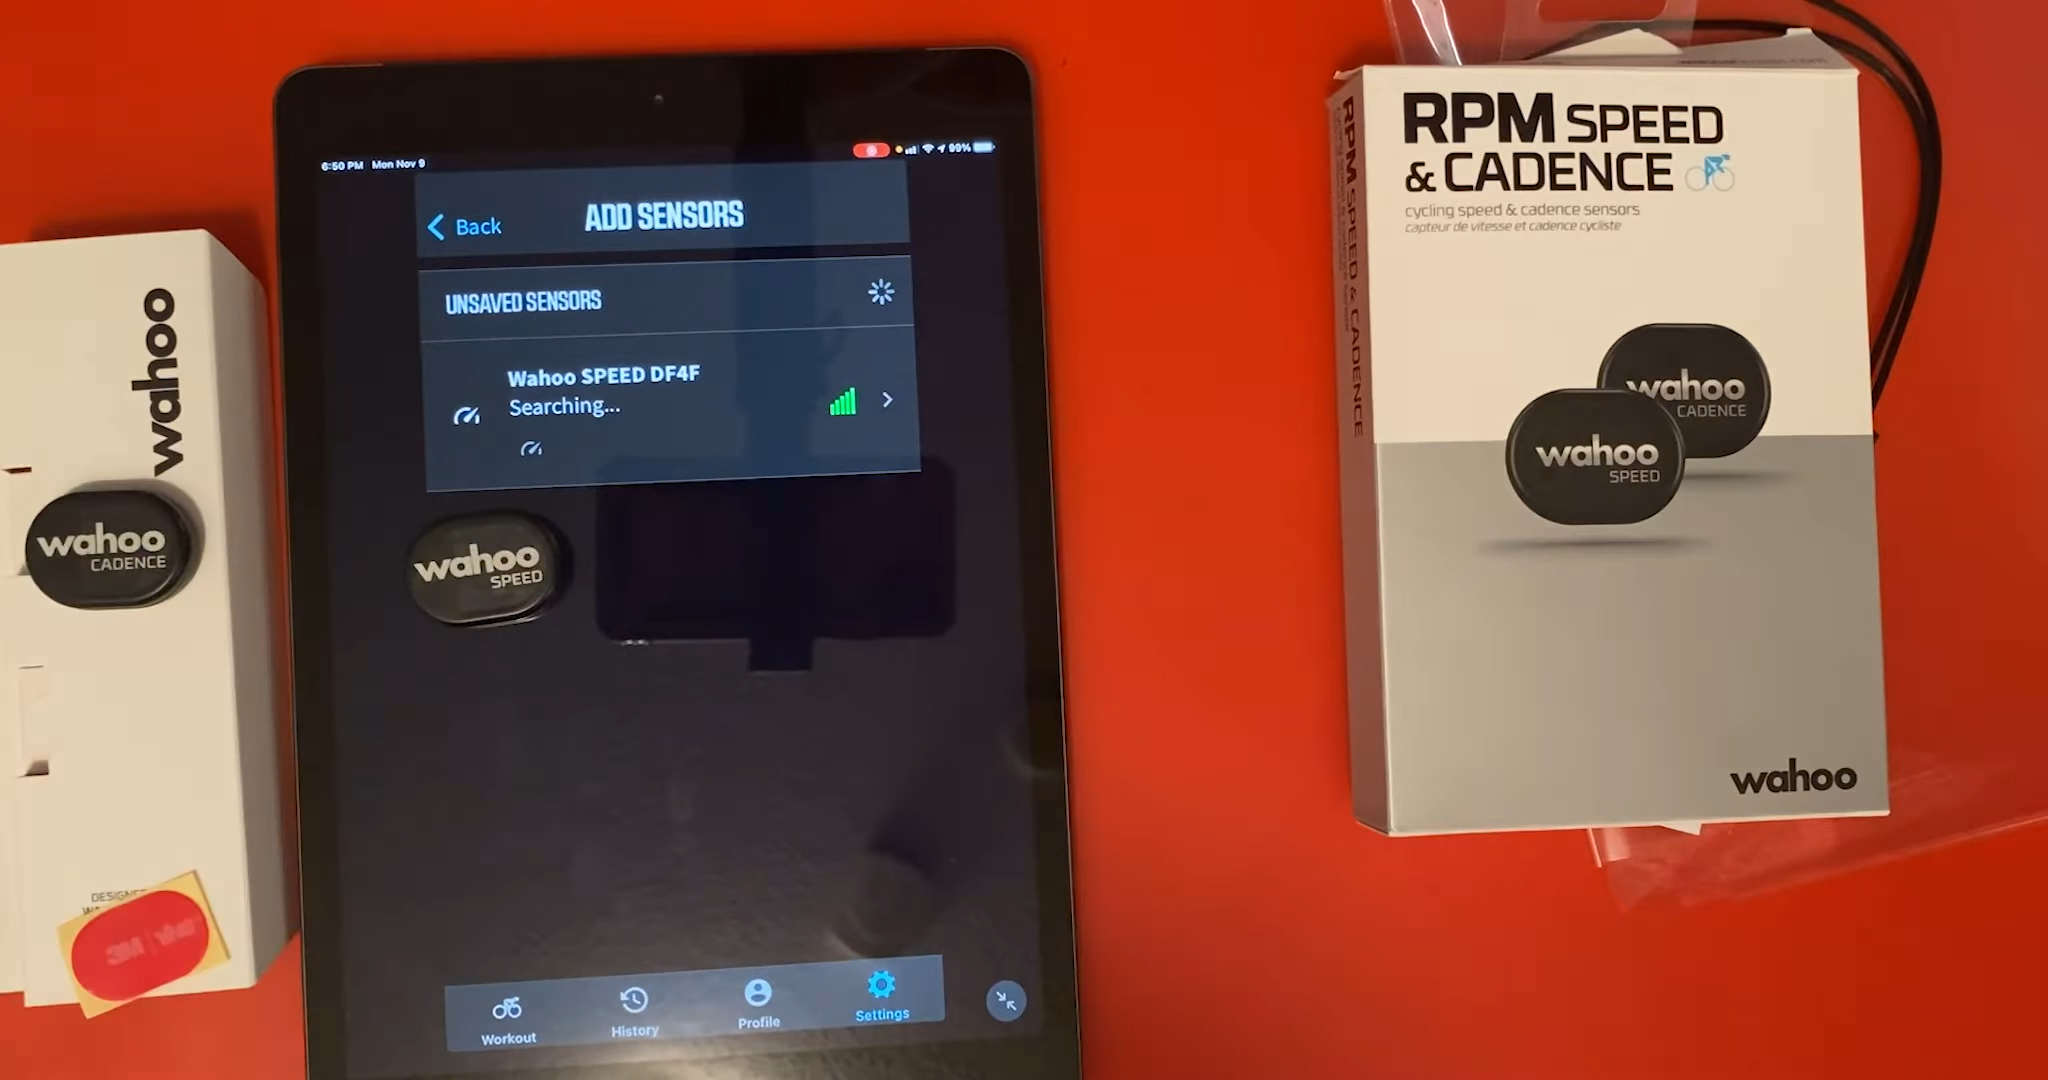 6:50 PM Mon Nov 9
99%
Back
ADD SENSORS
UNSAVED SENSORS
Wahoo SPEED DF4F
Searching...
wahoo
SPEED
Workout
History
Profile
Settings
wahoo
wahoo
CADENCE
3M
RPM SPEED
& CADENCE
cycling speed & cadence sensors
capteur de vitesse et cadence cycliste
wahoo
CADENCE
wahoo
SPEED
wahoo
RPM SPEED & CADENCE